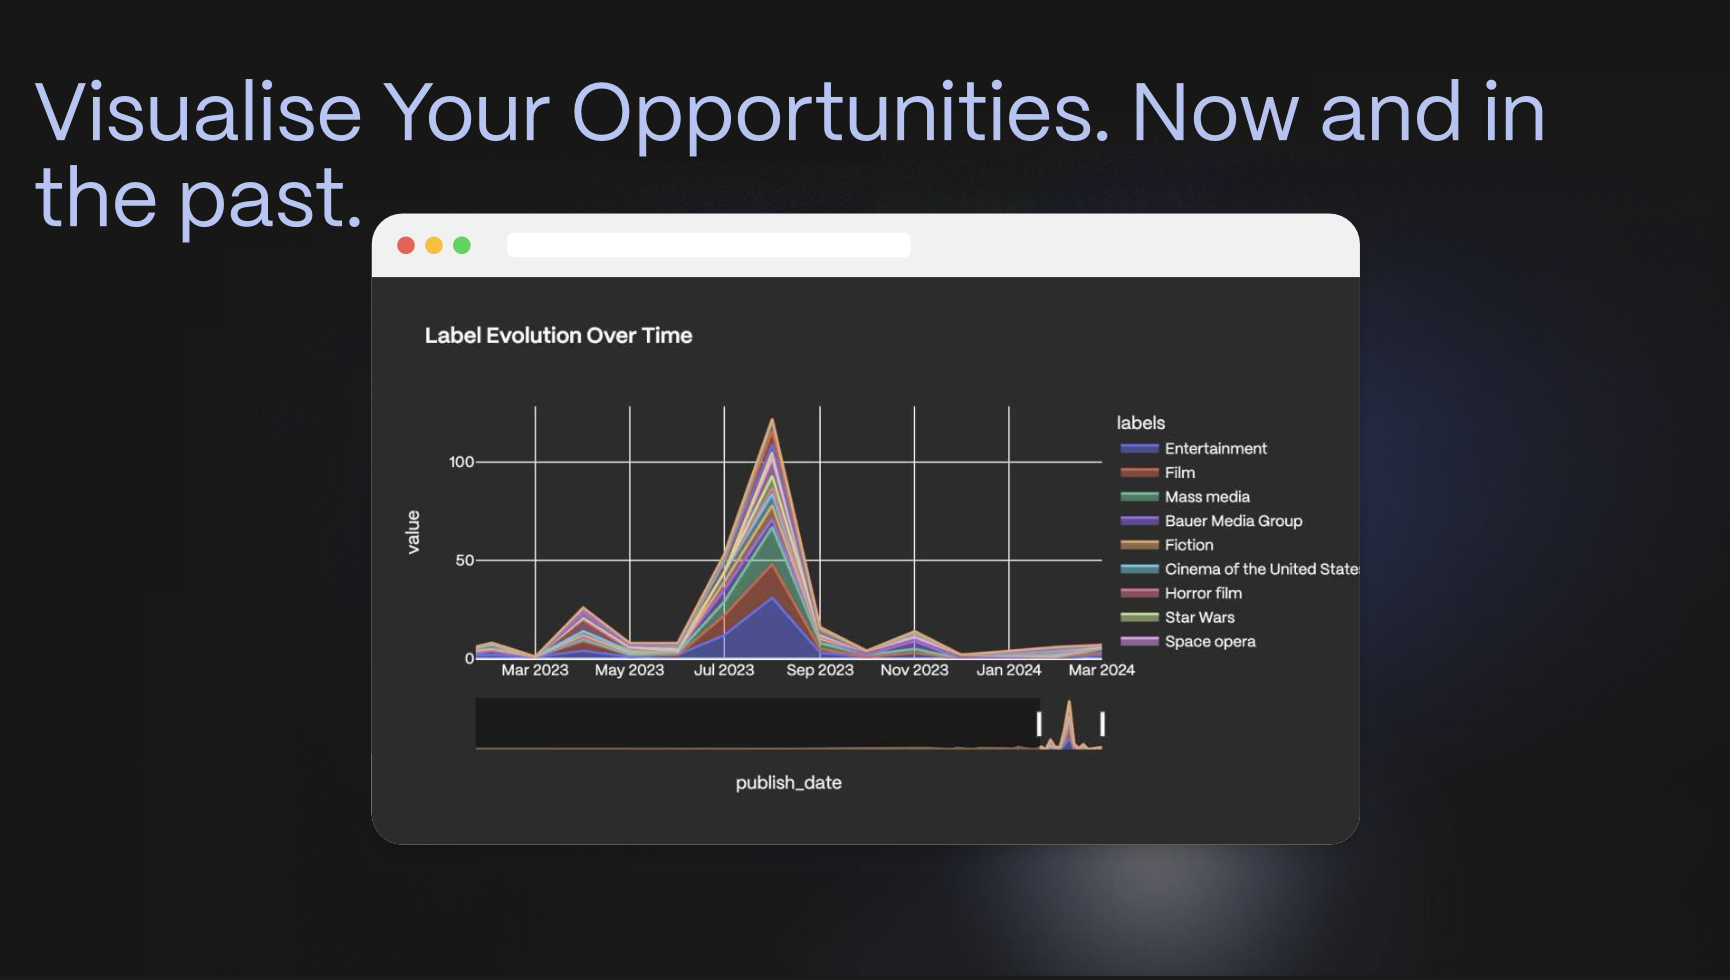 Visualise Your Opportunities. Now and in
the past.
Label Evolution Over Time
value
100
50
0
Mar 2023 May 2023 Jul 2023 Sep 2023 Nov 2023 Jan 2024 Mar 2024
labels
Entertainment
Film
Mass media
Bauer Media Group
Fiction
Cinema of the United State
Horror film
Star Wars
Space opera
publish_date